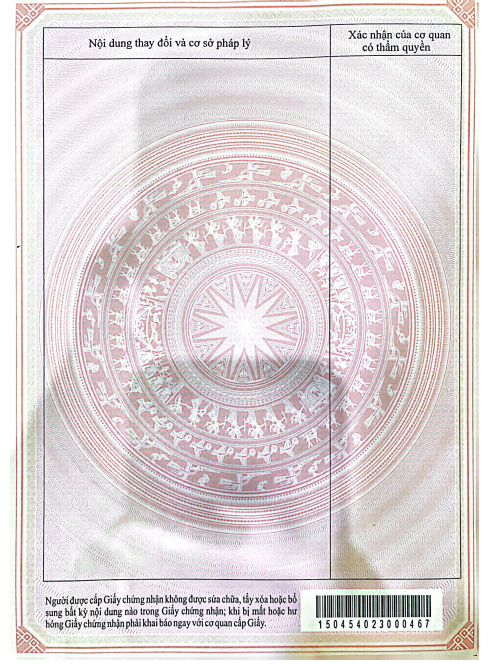 Nội dung thay đổi và cơ sở pháp lý
Xác nhận của cơ quan
có thẩm quyền
Người được cấp Giấy chứng nhận không được sửa chữa, tẩy xóa hoặc bổ
sung bất kỳ nội dung nào trong Giấy chứng nhận; khi bị mất hoặc hư
hỏng Giấy chứng nhận phải khai báo ngay với cơ quan cấp Giấy.
150454023000467